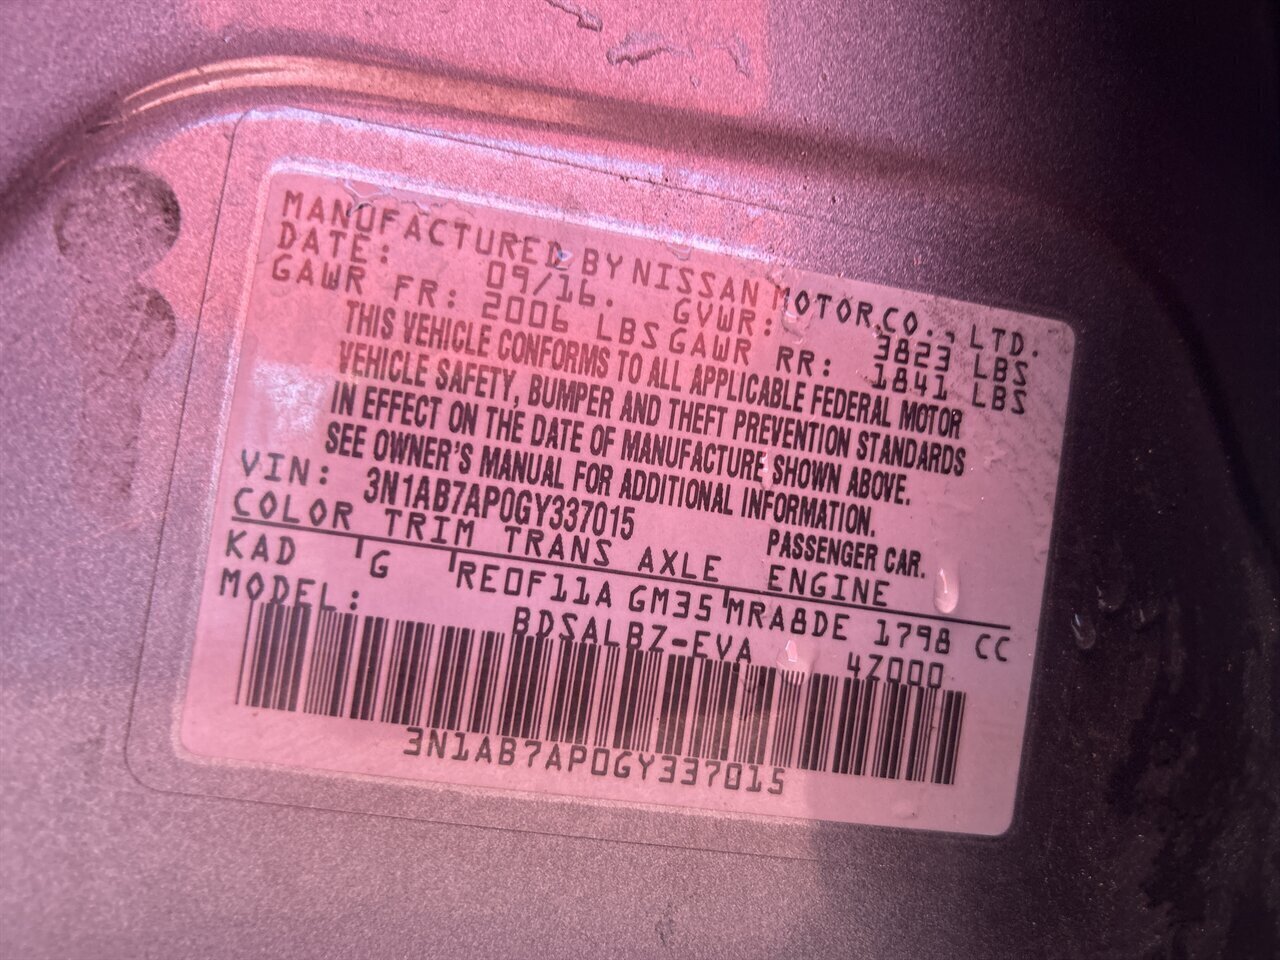 MANUFACTURED BY NISSAN MOTOR CO., LTD.
DATE: 09/16. GVWR: 3823 LBS
GAWR FR: 2006 LBS GAWR RR: 1841 LBS
THIS VEHICLE CONFORMS TO ALL APPLICABLE FEDERAL MOTOR
VEHICLE SAFETY, BUMPER AND THEFT PREVENTION STANDARDS
IN EFFECT ON THE DATE OF MANUFACTURE SHOWN ABOVE.
SEE OWNER'S MANUAL FOR ADDITIONAL INFORMATION.
VIN: 3N1AB7AP0GY337015 PASSENGER CAR.
COLOR TRIM TRANS AXLE ENGINE
KAD G RE0F11A GM35 MRA8DE 1798 CC
MODEL: BDSALBZ-EVA 4Z000
3N1AB7AP0GY337015